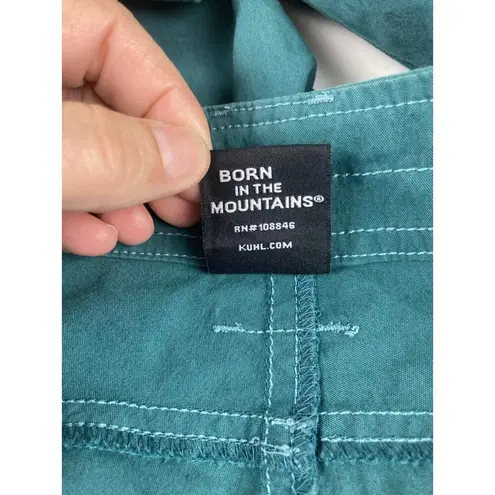 BORN
IN THE
MOUNTAINS®
RN#108846
KUHL.COM